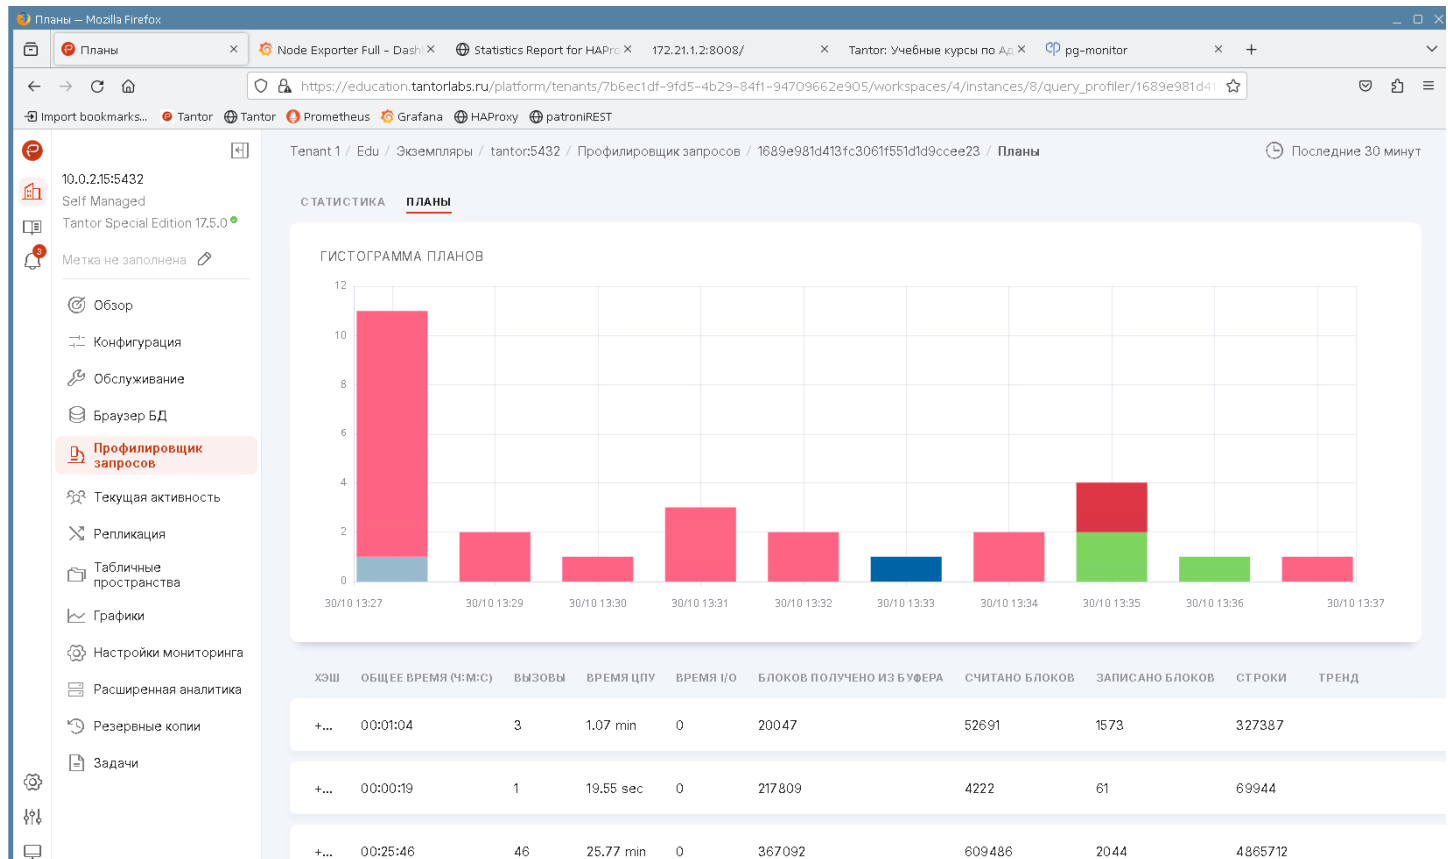 Планы — Mozilla Firefox
Планы
Node Exporter Full – Dash
Statistics Report for HAPro
172.21.1.2:8008/
Tantor: Учебные курсы по Ад
pg-monitor
https://education.tantorlabs.ru/platform/tenants/7b6ec1df-9fd5-4b29-84f1-94709662e905/workspaces/4/instances/8/query_profiler/1689e981d41
Import bookmarks... Tantor Tantor Prometheus Grafana HAProxy patroniREST
Tenant 1 / Edu / Экземпляры / tantor:5432 / Профилировщик запросов / 1689e981d413fc3061f551d1d9ccee23 / Планы
Последние 30 минут
10.0.2.15:5432
Self Managed
Tantor Special Edition 17.5.0
3
Метка не заполнена
Обзор
Конфигурация
Обслуживание
Браузер БД
Профилировщик
запросов
Текущая активность
Репликация
Табличные
пространства
Графики
Настройки мониторинга
Расширенная аналитика
Резервные копии
Задачи
СТАТИСТИКА ПЛАНЫ
ГИСТОГРАММА ПЛАНОВ
12
10
8
6
4
2
0
30/10 13:27 30/10 13:29 30/10 13:30 30/10 13:31 30/10 13:32 30/10 13:33 30/10 13:34 30/10 13:35 30/10 13:36 30/10 13:37
ХЭШ ОБЩЕЕ ВРЕМЯ (Ч:М:С) ВЫЗОВЫ ВРЕМЯ ЦПУ ВРЕМЯ I/O БЛОКОВ ПОЛУЧЕНО ИЗ БУФЕРА СЧИТАНО БЛОКОВ ЗАПИСАНО БЛОКОВ СТРОКИ ТРЕНД
+... 00:01:04 3 1.07 min 0 20047 52691 1573 327387
+... 00:00:19 1 19.55 sec 0 217809 4222 61 69944
+... 00:25:46 46 25.77 min 0 367092 609486 2044 4865712